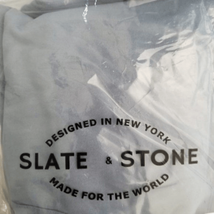 DESIGNED IN NEW YORK
SLATE & STONE
MADE FOR THE WORLD